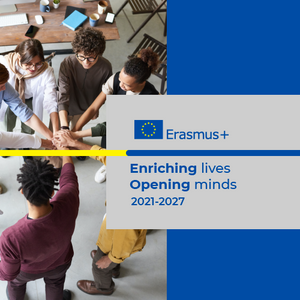 Erasmus+
Enriching lives
Opening minds
2021-2027